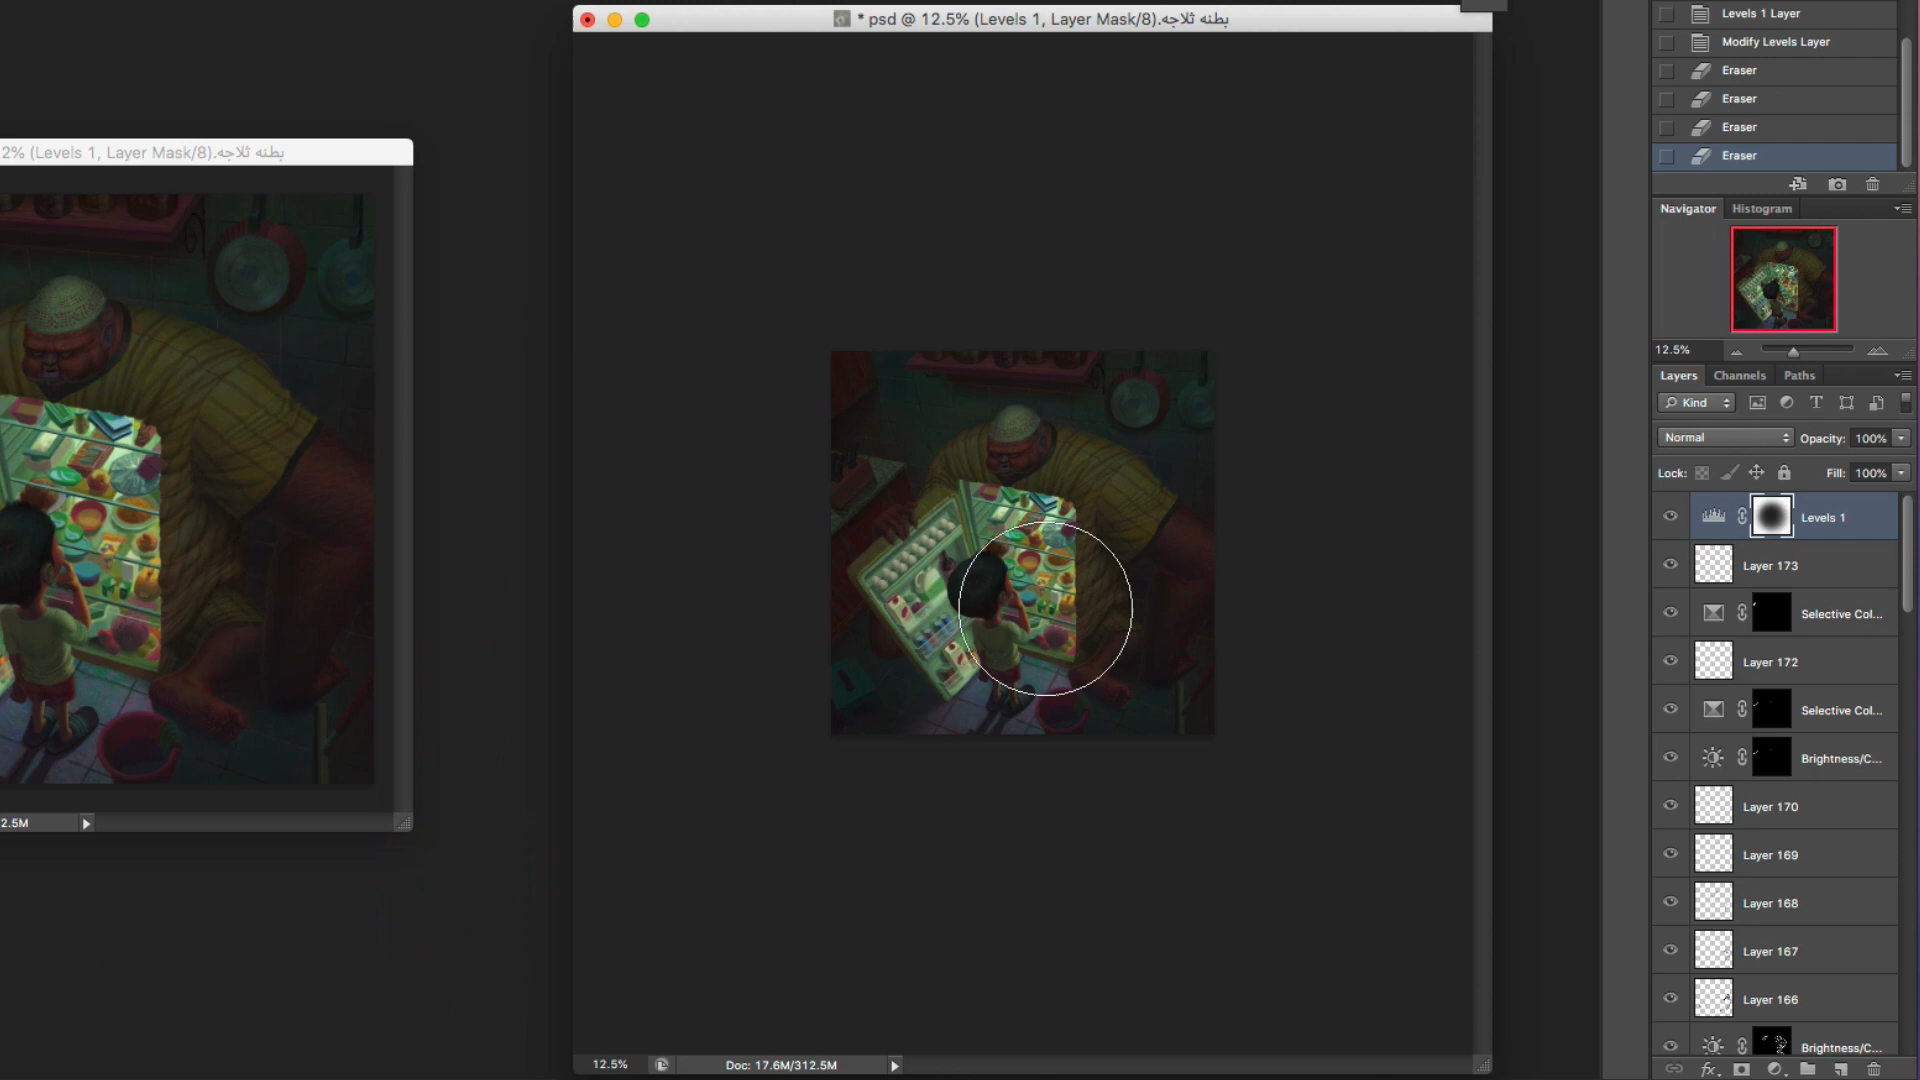 * psd @ 12.5% (Levels 1, Layer Mask/8).بطنه ثلاجه
2% (Levels 1, Layer Mask/8).بطنه ثلاجه
2.5M
12.5%
Doc: 17.6M/312.5M
Levels 1 Layer
Modify Levels Layer
Eraser
Eraser
Eraser
Eraser
Navigator
Histogram
12.5%
Layers
Channels
Paths
Kind
Normal
Opacity: 100%
Lock:
Fill: 100%
Levels 1
Layer 173
Selective Col...
Layer 172
Selective Col...
Brightness/C...
Layer 170
Layer 169
Layer 168
Layer 167
Layer 166
Brightness/C...
fx